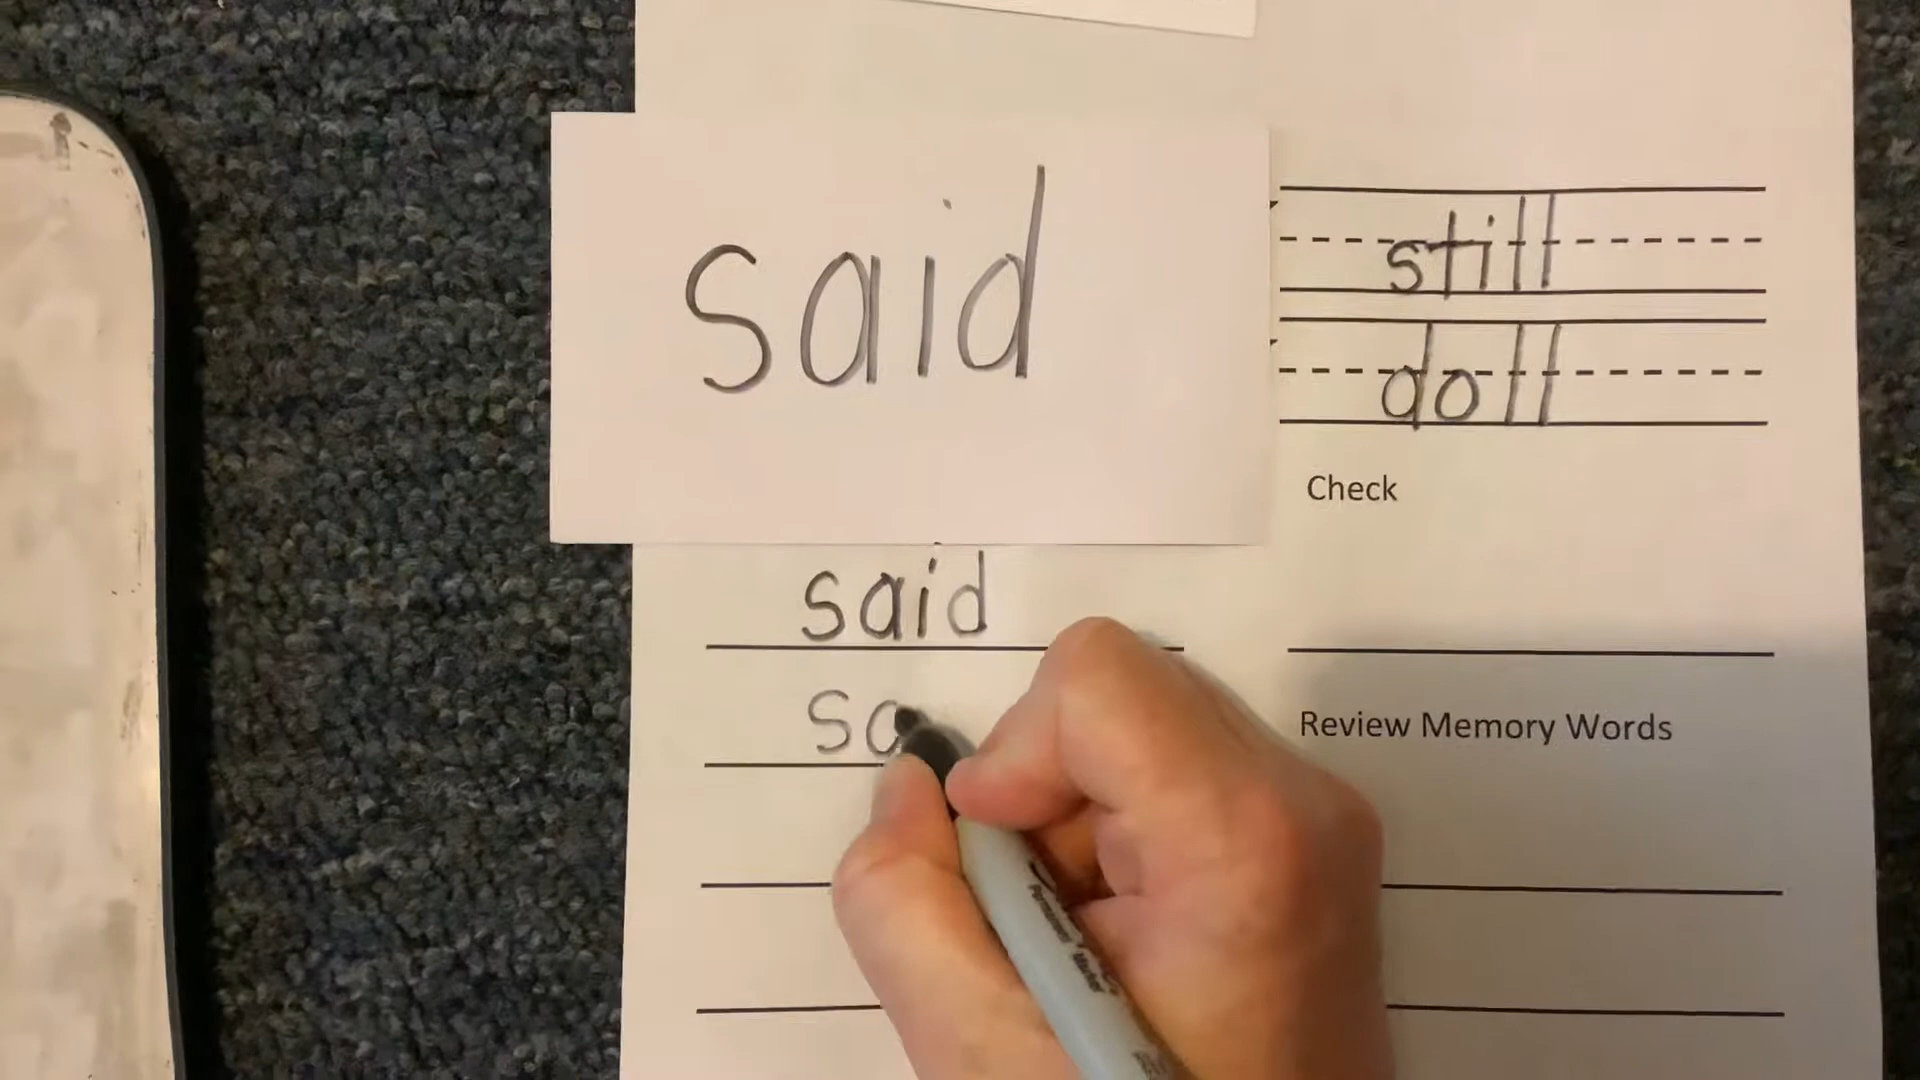 said
still
doll
Check
said
sa
Review Memory Words